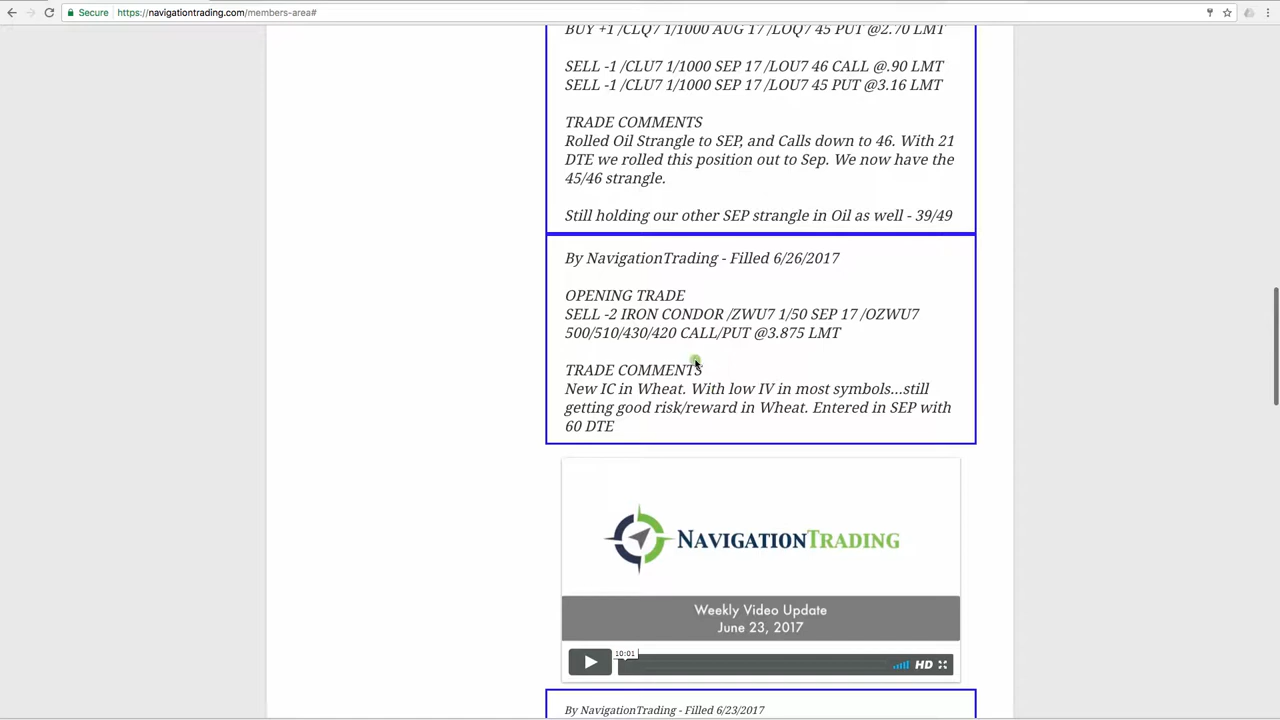 Secure
https://navigationtrading.com/members-area#
BUY +1 /CLQ7 1/1000 AUG 17 /LOQ7 45 PUT @2.70 LMT
SELL -1 /CLU7 1/1000 SEP 17 /LOU7 46 CALL @.90 LMT
SELL -1 /CLU7 1/1000 SEP 17 /LOU7 45 PUT @3.16 LMT
TRADE COMMENTS
Rolled Oil Strangle to SEP, and Calls down to 46. With 21
DTE we rolled this position out to Sep. We now have the
45/46 strangle.
Still holding our other SEP strangle in Oil as well - 39/49
By NavigationTrading - Filled 6/26/2017
OPENING TRADE
SELL -2 IRON CONDOR /ZWU7 1/50 SEP 17 /OZWU7
500/510/430/420 CALL/PUT @3.875 LMT
TRADE COMMENTS
New IC in Wheat. With low IV in most symbols...still
getting good risk/reward in Wheat. Entered in SEP with
60 DTE
NAVIGATIONTRADING
Weekly Video Update
June 23, 2017
10:01
HD
By NavigationTrading - Filled 6/23/2017